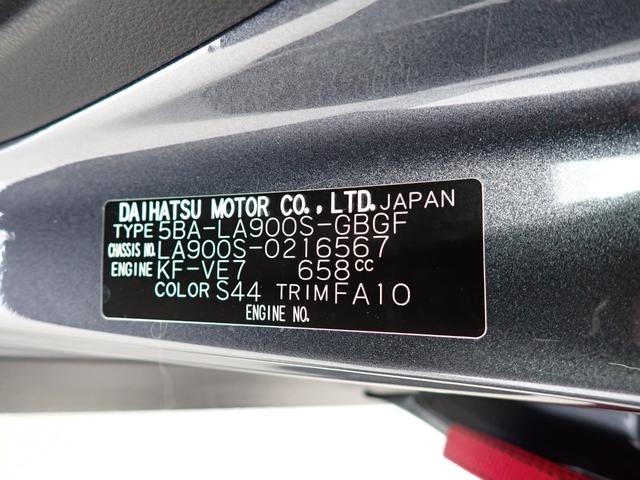 DAIHATSU MOTOR CO., LTD. JAPAN
TYPE 5BA-LA900S-GBGF
CHASSIS NO. LA900S-0216567
ENGINE KF-VE7 658cc
COLOR S44 TRIM FA10
ENGINE NO.